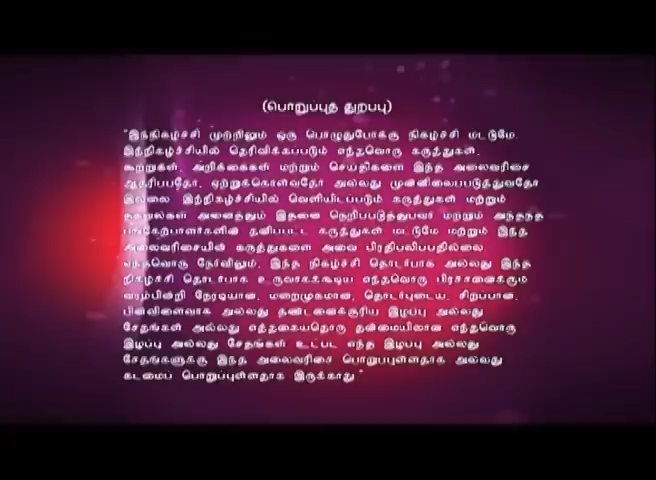 (பொறுப்புத் துறப்பு)
"இந்நிகழ்ச்சி முற்றிலும் ஒரு பொழுதுபோக்கு நிகழ்ச்சி மட்டுமே.
இந்நிகழ்ச்சியில் தெரிவிக்கப்படும் எந்தவொரு கருத்துகள்,
கூற்றுகள், அறிக்கைகள் மற்றும் செய்திகளை இந்த அலைவரிசை
ஆதரிப்பதோ, ஏற்றுக்கொள்வதோ அல்லது முன்னிலைபடுத்துவதோ
இல்லை. இந்நிகழ்ச்சியில் வெளியிடப்படும் கருத்துகள் மற்றும்
தகவல்கள் அனைத்தும் இதனை நெறிபடுத்துபவர் மற்றும் அந்தந்த
பங்கேற்பாளர்களின் தனிப்பட்ட கருத்துகள் மட்டுமே மற்றும் இந்த
அலைவரிசையின் கருத்துகளை அவை பிரதிபலிப்பதில்லை.
எந்தவொரு நேர்விலும், இந்த நிகழ்ச்சி தொடர்பாக அல்லது இந்த
நிகழ்ச்சி தொடர்பாக உருவாகக்கூடிய எந்தவொரு பிரச்சனைக்கும்
வரம்பின்றி நேரடியான, மறைமுகமான, தொடர்புடைய, சிறப்பான,
பின்விளைவாக அல்லது தண்டனைக்குரிய இழப்பு அல்லது
சேதங்கள் அல்லது எத்தகையதொரு தன்மையிலான எந்தவொரு
இழப்பு அல்லது சேதங்கள் உட்பட எந்த இழப்பு அல்லது
சேதங்களுக்கு இந்த அலைவரிசை பொறுப்புள்ளதாக அல்லது
கடமைப் பொறுப்புள்ளதாக இருக்காது."